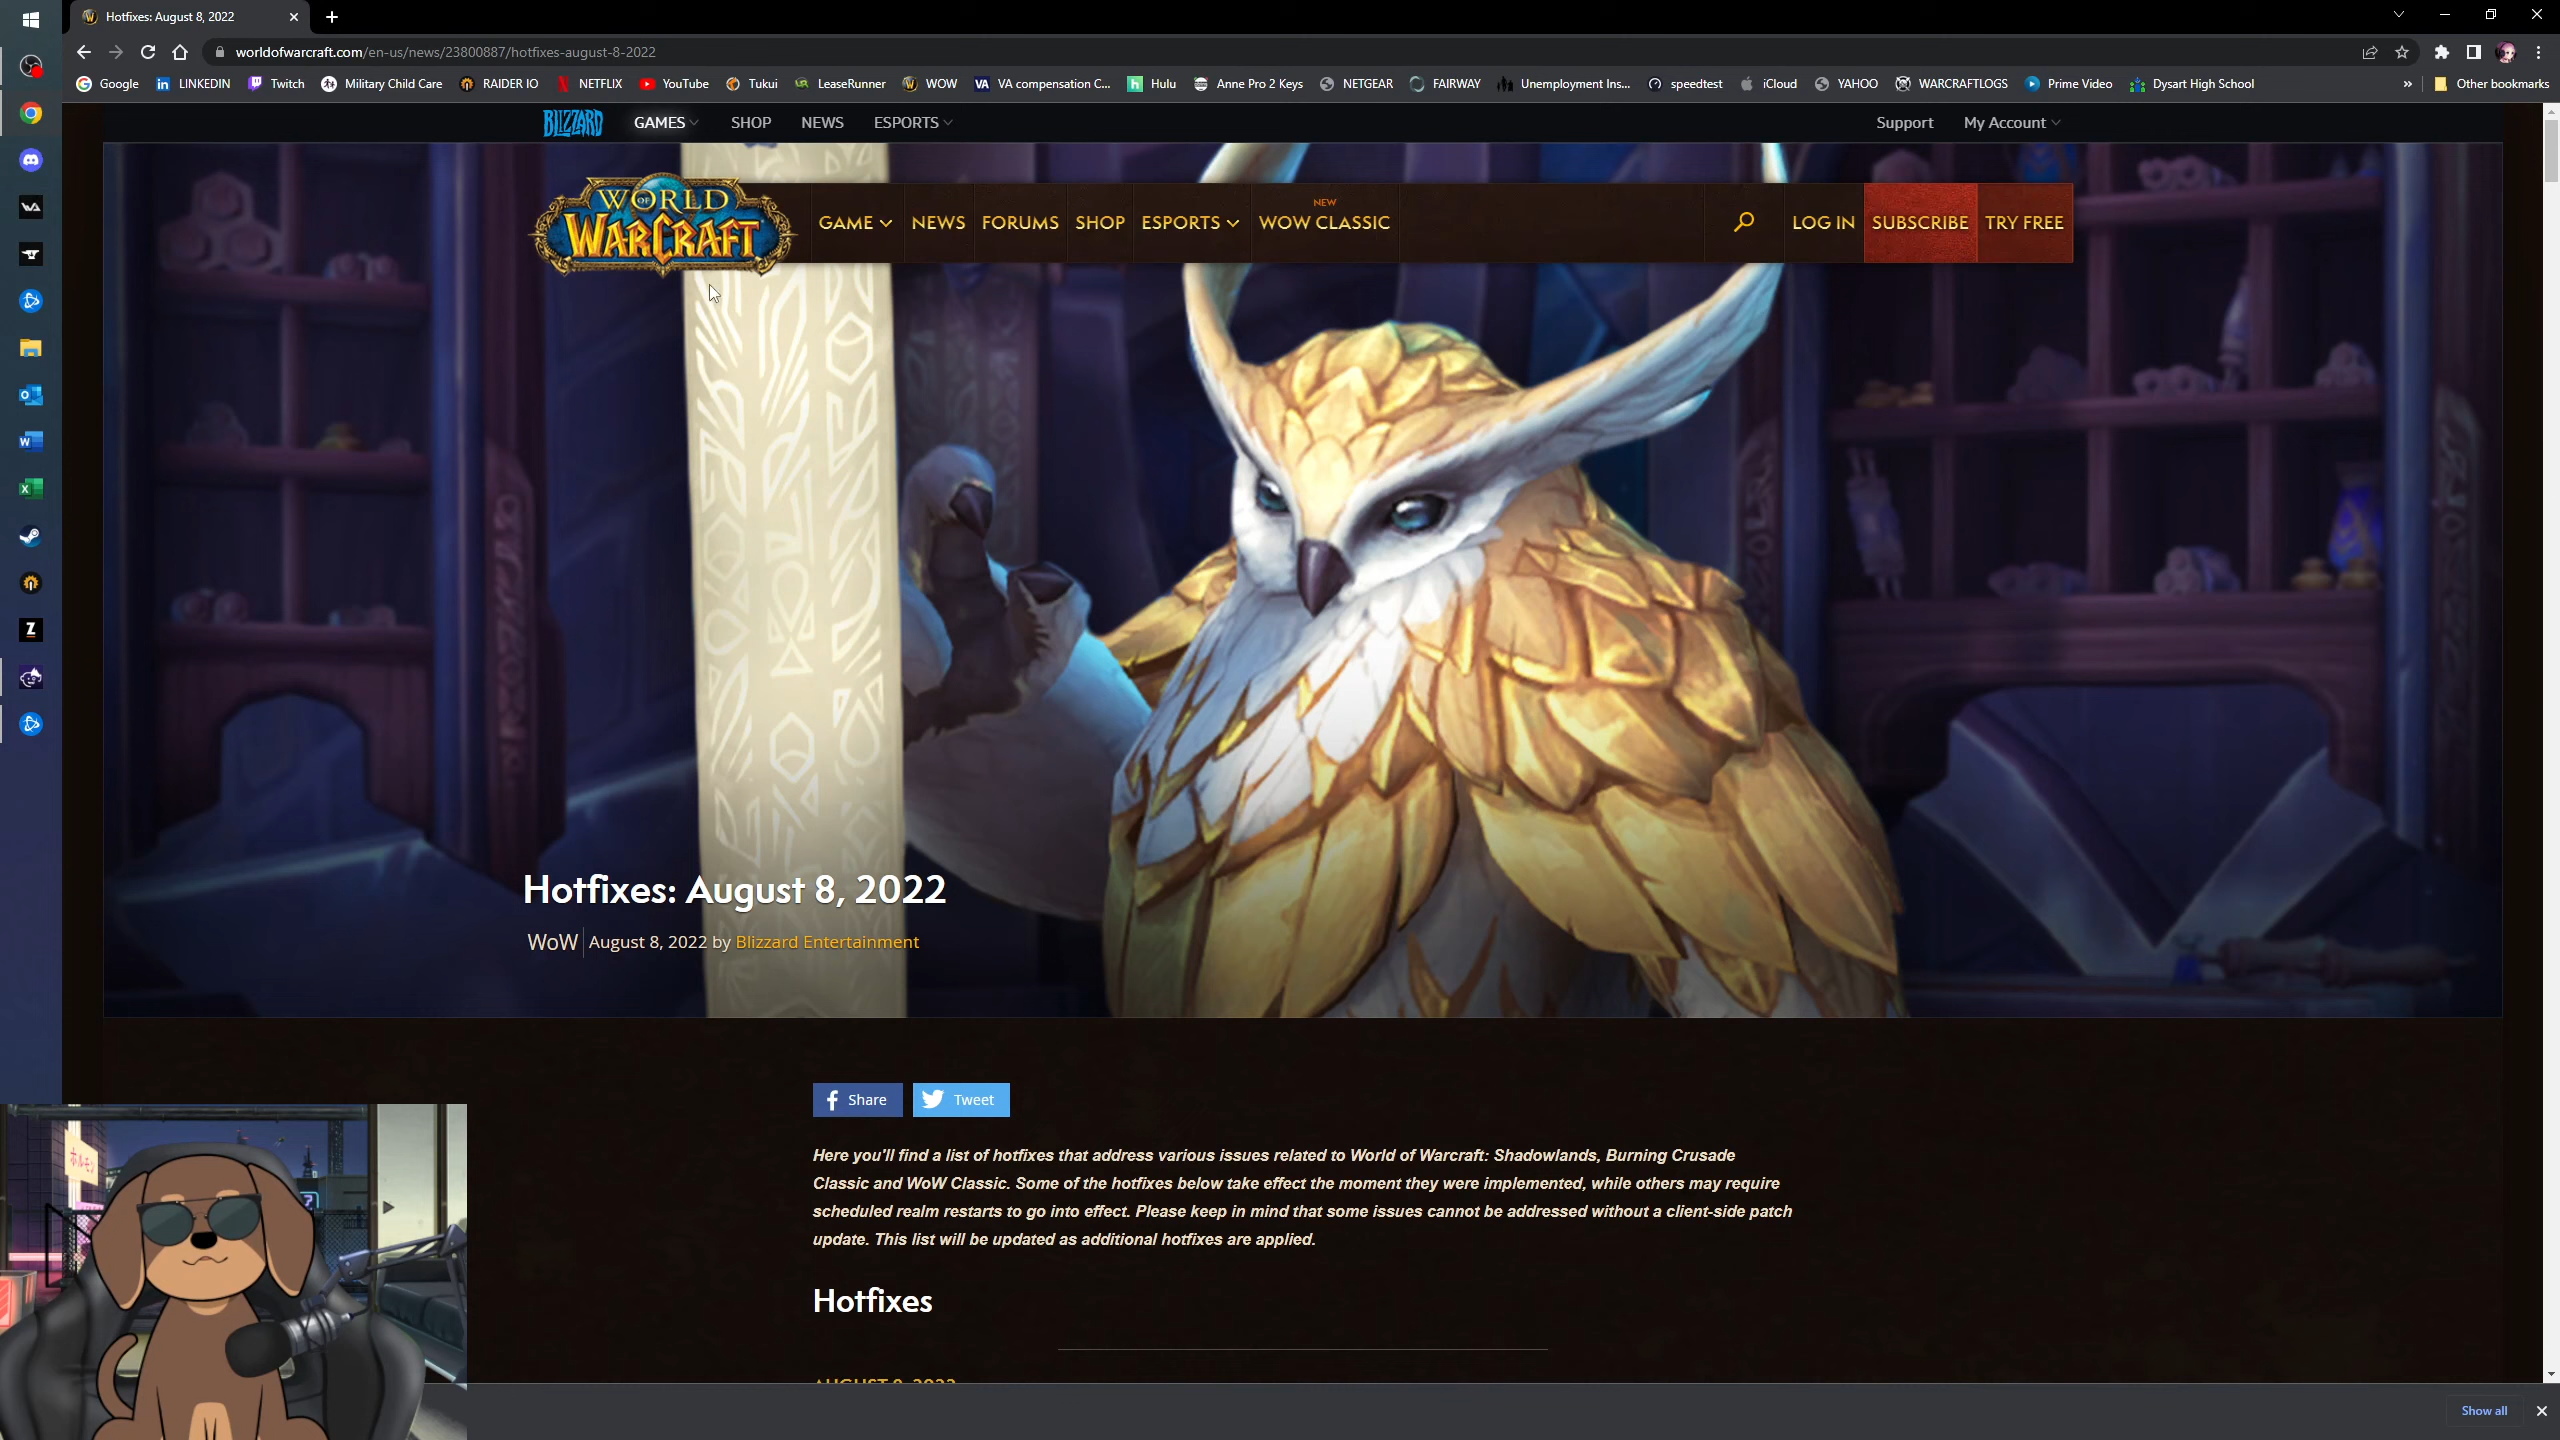 Hotfixes: August 8, 2022
worldofwarcraft.com/en-us/news/23800887/hotfixes-august-8-2022
Google LINKEDIN Twitch Military Child Care RAIDER IO NETFLIX YouTube Tukui LeaseRunner WOW VA compensation C... Hulu Anne Pro 2 Keys NETGEAR FAIRWAY Unemployment Ins... speedtest iCloud YAHOO WARCRAFTLOGS Prime Video Dysart High School » Other bookmarks
BLIZZARD GAMES SHOP NEWS ESPORTS Support My Account
WORLD OF WARCRAFT
NEW
GAME NEWS FORUMS SHOP ESPORTS WOW CLASSIC LOG IN SUBSCRIBE TRY FREE
Hotfixes: August 8, 2022
WoW August 8, 2022 by Blizzard Entertainment
Share Tweet
Here you'll find a list of hotfixes that address various issues related to World of Warcraft: Shadowlands, Burning Crusade
Classic and WoW Classic. Some of the hotfixes below take effect the moment they were implemented, while others may require
scheduled realm restarts to go into effect. Please keep in mind that some issues cannot be addressed without a client-side patch
update. This list will be updated as additional hotfixes are applied.
Hotfixes
ホルモン
Show all